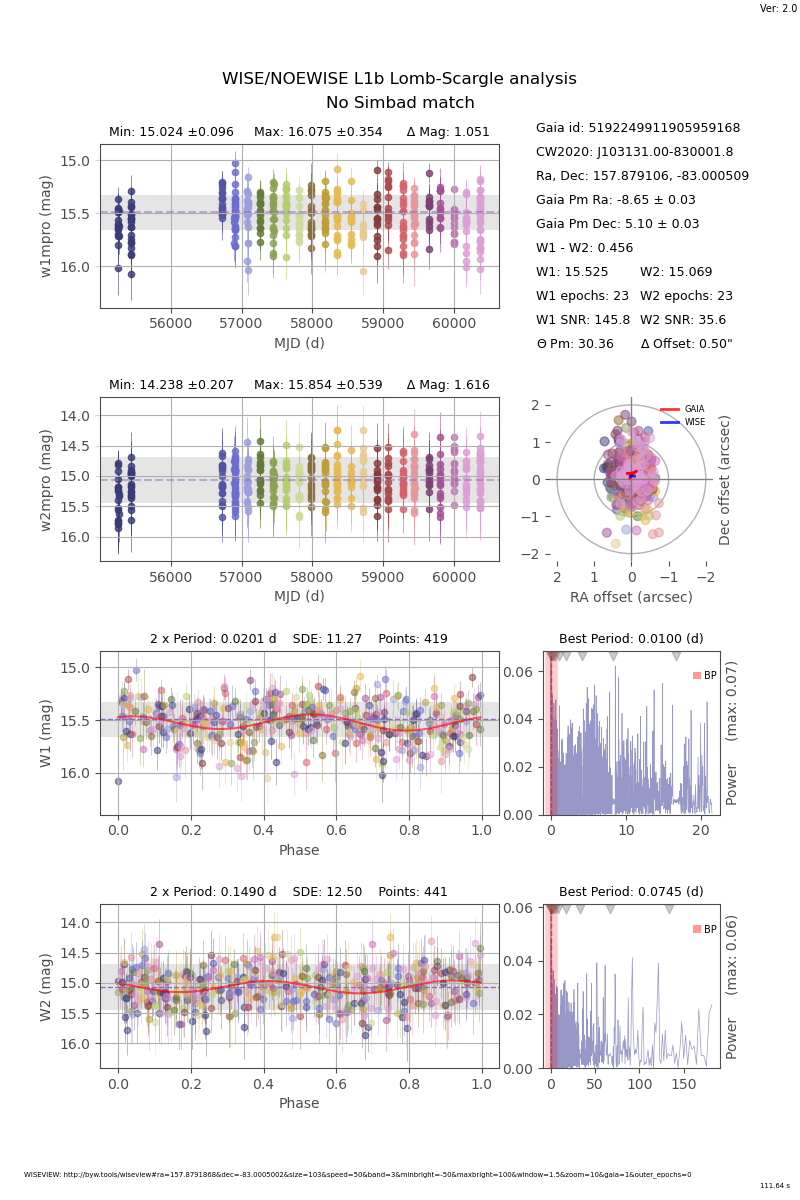 Ver: 2.0
WISE/NOEWISE L1b Lomb-Scargle analysis
No Simbad match
Min: 15.024 ±0.096 Max: 16.075 ±0.354 Δ Mag: 1.051
w1mpro (mag)
15.0
15.5
16.0
56000 57000 58000 59000 60000
MJD (d)
Gaia id: 5192249911905959168
CW2020: J103131.00-830001.8
Ra, Dec: 157.879106, -83.000509
Gaia Pm Ra: -8.65 ± 0.03
Gaia Pm Dec: 5.10 ± 0.03
W1 - W2: 0.456
W1: 15.525 W2: 15.069
W1 epochs: 23 W2 epochs: 23
W1 SNR: 145.8 W2 SNR: 35.6
Θ Pm: 30.36 Δ Offset: 0.50"
Min: 14.238 ±0.207 Max: 15.854 ±0.539 Δ Mag: 1.616
w2mpro (mag)
14.0
14.5
15.0
15.5
16.0
56000 57000 58000 59000 60000
MJD (d)
GAIA
WISE
2
1
0
−1
−2
2 1 0 −1 −2
RA offset (arcsec)
Dec offset (arcsec)
2 x Period: 0.0201 d SDE: 11.27 Points: 419
W1 (mag)
15.0
15.5
16.0
0.0 0.2 0.4 0.6 0.8 1.0
Phase
Best Period: 0.0100 (d)
BP
0.06
0.04
0.02
0.00
0 10 20
Power (max: 0.07)
2 x Period: 0.1490 d SDE: 12.50 Points: 441
W2 (mag)
14.0
14.5
15.0
15.5
16.0
0.0 0.2 0.4 0.6 0.8 1.0
Phase
Best Period: 0.0745 (d)
BP
0.06
0.04
0.02
0.00
0 50 100 150
Power (max: 0.06)
WISEVIEW: http://byw.tools/wiseview#ra=157.8791868&dec=-83.0005002&size=103&speed=50&band=3&minbright=-50&maxbright=100&window=1.5&zoom=10&gaia=1&outer_epochs=0
111.64 s